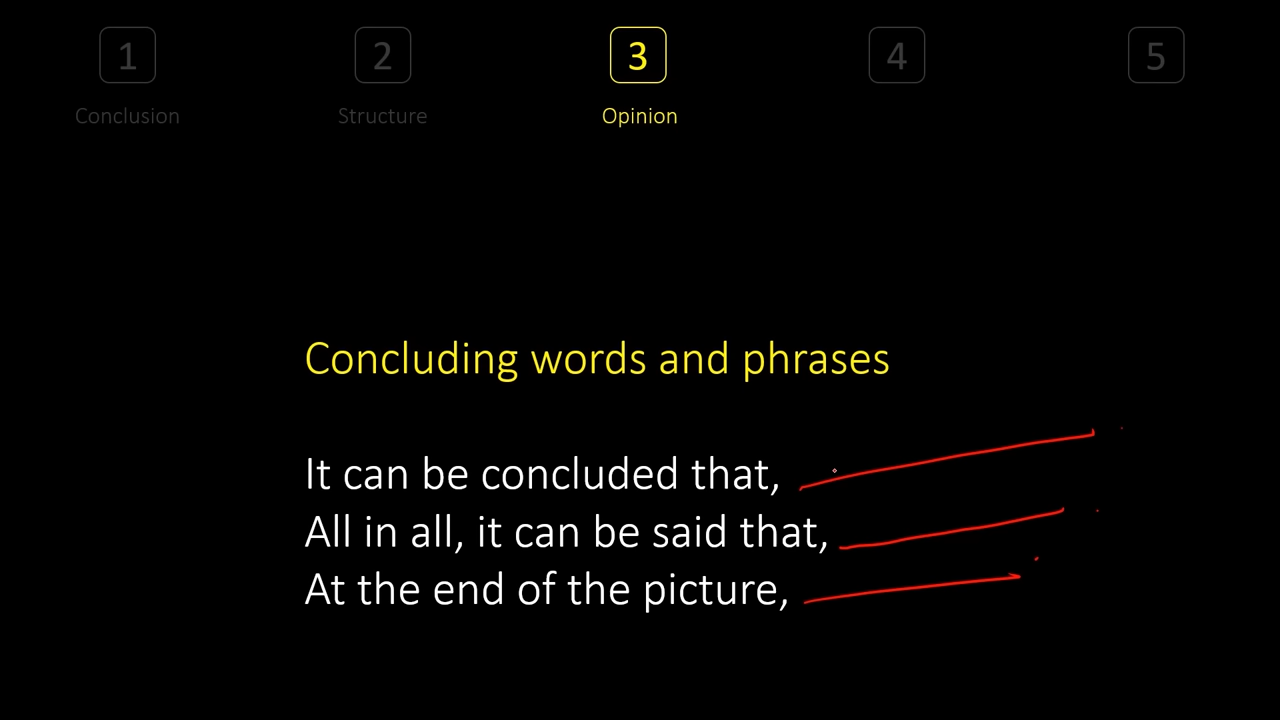 1 2 3 4 5
Conclusion Structure Opinion
Concluding words and phrases
It can be concluded that,
All in all, it can be said that,
At the end of the picture,